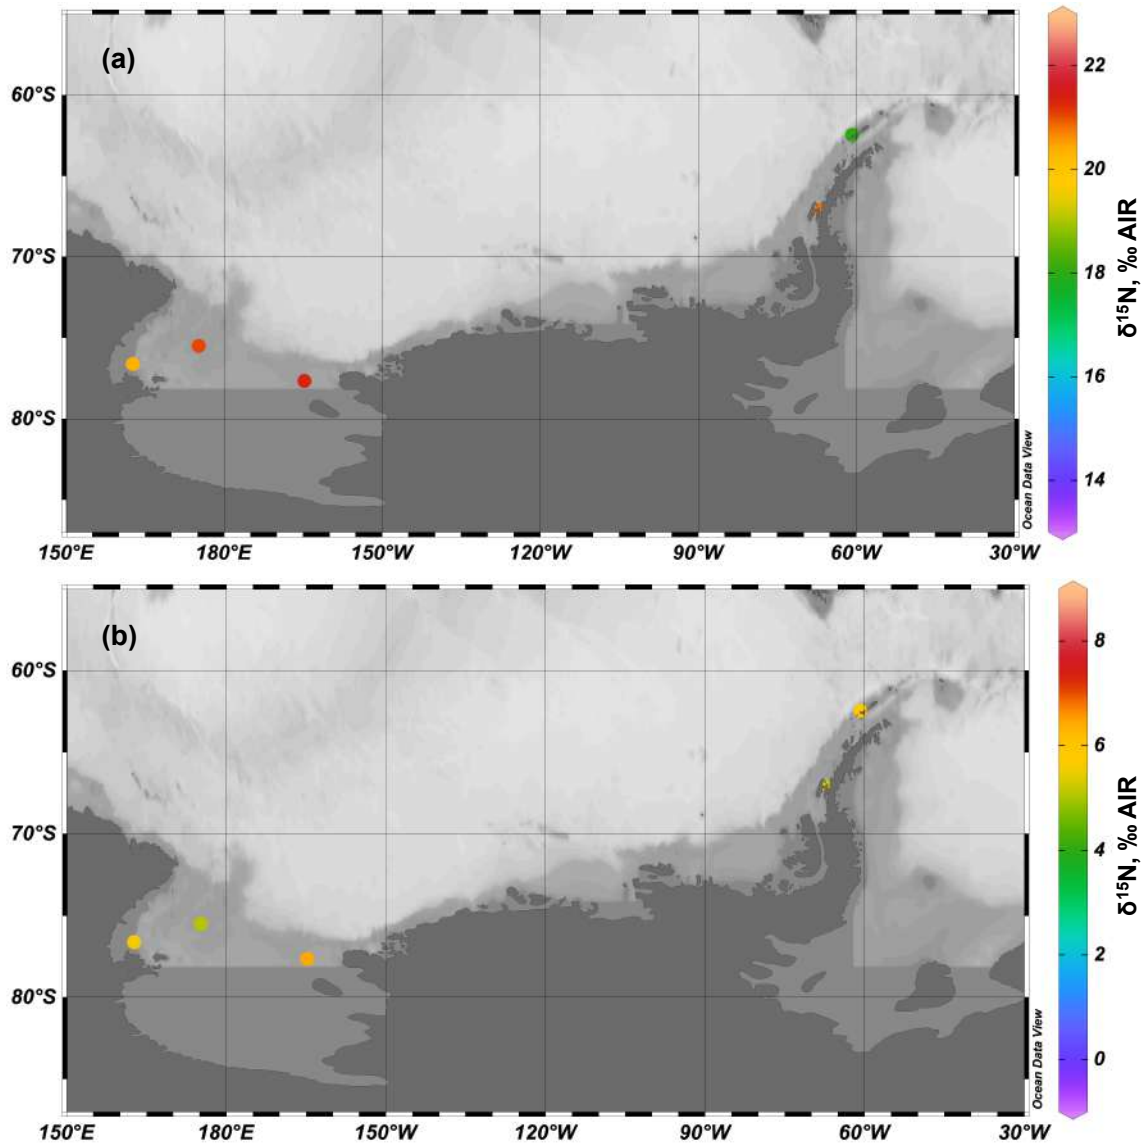 (a)
60°S
70°S
80°S
150°E 180°E 150°W 120°W 90°W 60°W 30°W
Ocean Data View
22
20
18
16
14
δ¹⁵N, ‰ AIR
(b)
60°S
70°S
80°S
150°E 180°E 150°W 120°W 90°W 60°W 30°W
Ocean Data View
8
6
4
2
0
δ¹⁵N, ‰ AIR